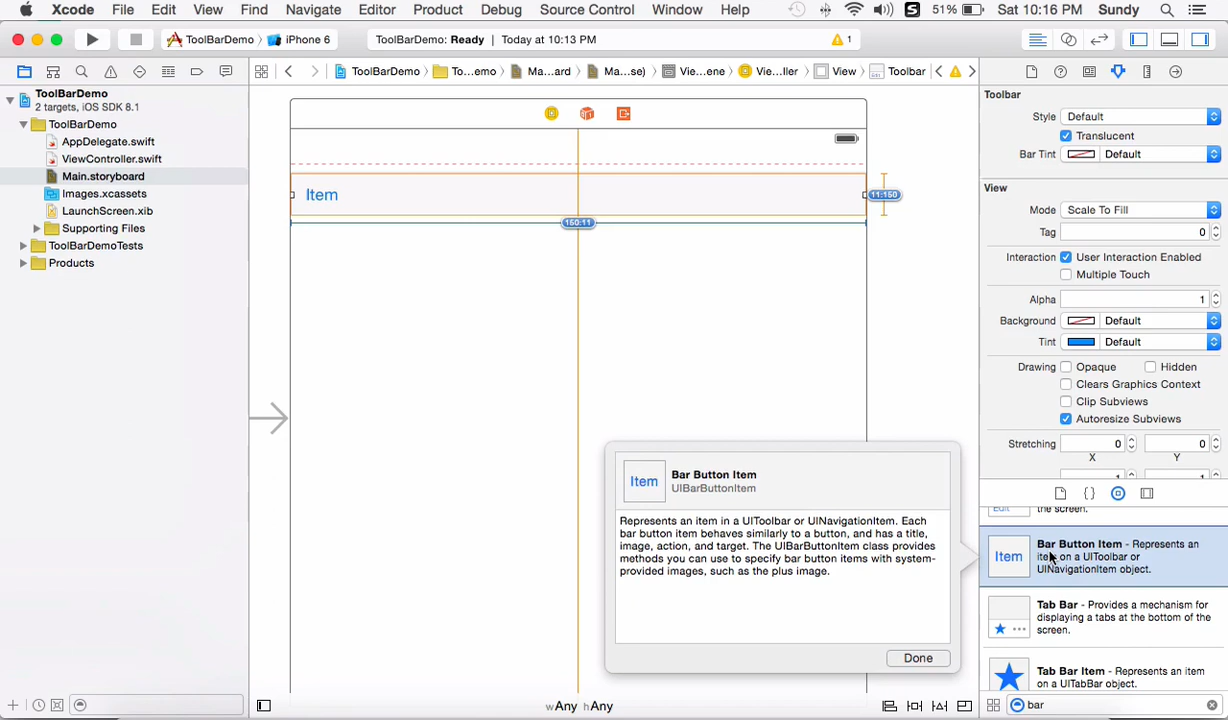 Xcode File Edit View Find Navigate Editor Product Debug Source Control Window Help S 51% Sat 10:16 PM Sundy
ToolBarDemo iPhone 6 ToolBarDemo: Ready Today at 10:13 PM 1
ToolBarDemo To...emo Ma...ard Ma...se) Vie...ene Vie...ller View Toolbar
ToolBarDemo
2 targets, iOS SDK 8.1
ToolBarDemo
AppDelegate.swift
ViewController.swift
Main.storyboard
Images.xcassets
LaunchScreen.xib
Supporting Files
ToolBarDemoTests
Products
Item
11:150
150:11
wAny hAny
Item
Bar Button Item
UIBarButtonItem
Represents an item in a UIToolbar or UINavigationItem. Each
bar button item behaves similarly to a button, and has a title,
image, action, and target. The UIBarButtonItem class provides
methods you can use to specify bar button items with system-
provided images, such as the plus image.
Done
Toolbar
Style Default
Translucent
Bar Tint Default
View
Mode Scale To Fill
Tag 0
Interaction User Interaction Enabled
Multiple Touch
Alpha 1
Background Default
Tint Default
Drawing Opaque Hidden
Clears Graphics Context
Clip Subviews
Autoresize Subviews
Stretching 0 0
X Y
Edit the screen.
Item
Bar Button Item - Represents an
item on a UIToolbar or
UINavigationItem object.
Tab Bar - Provides a mechanism for
displaying a tabs at the bottom of the
screen.
Tab Bar Item - Represents an item
on a UITabBar object.
bar